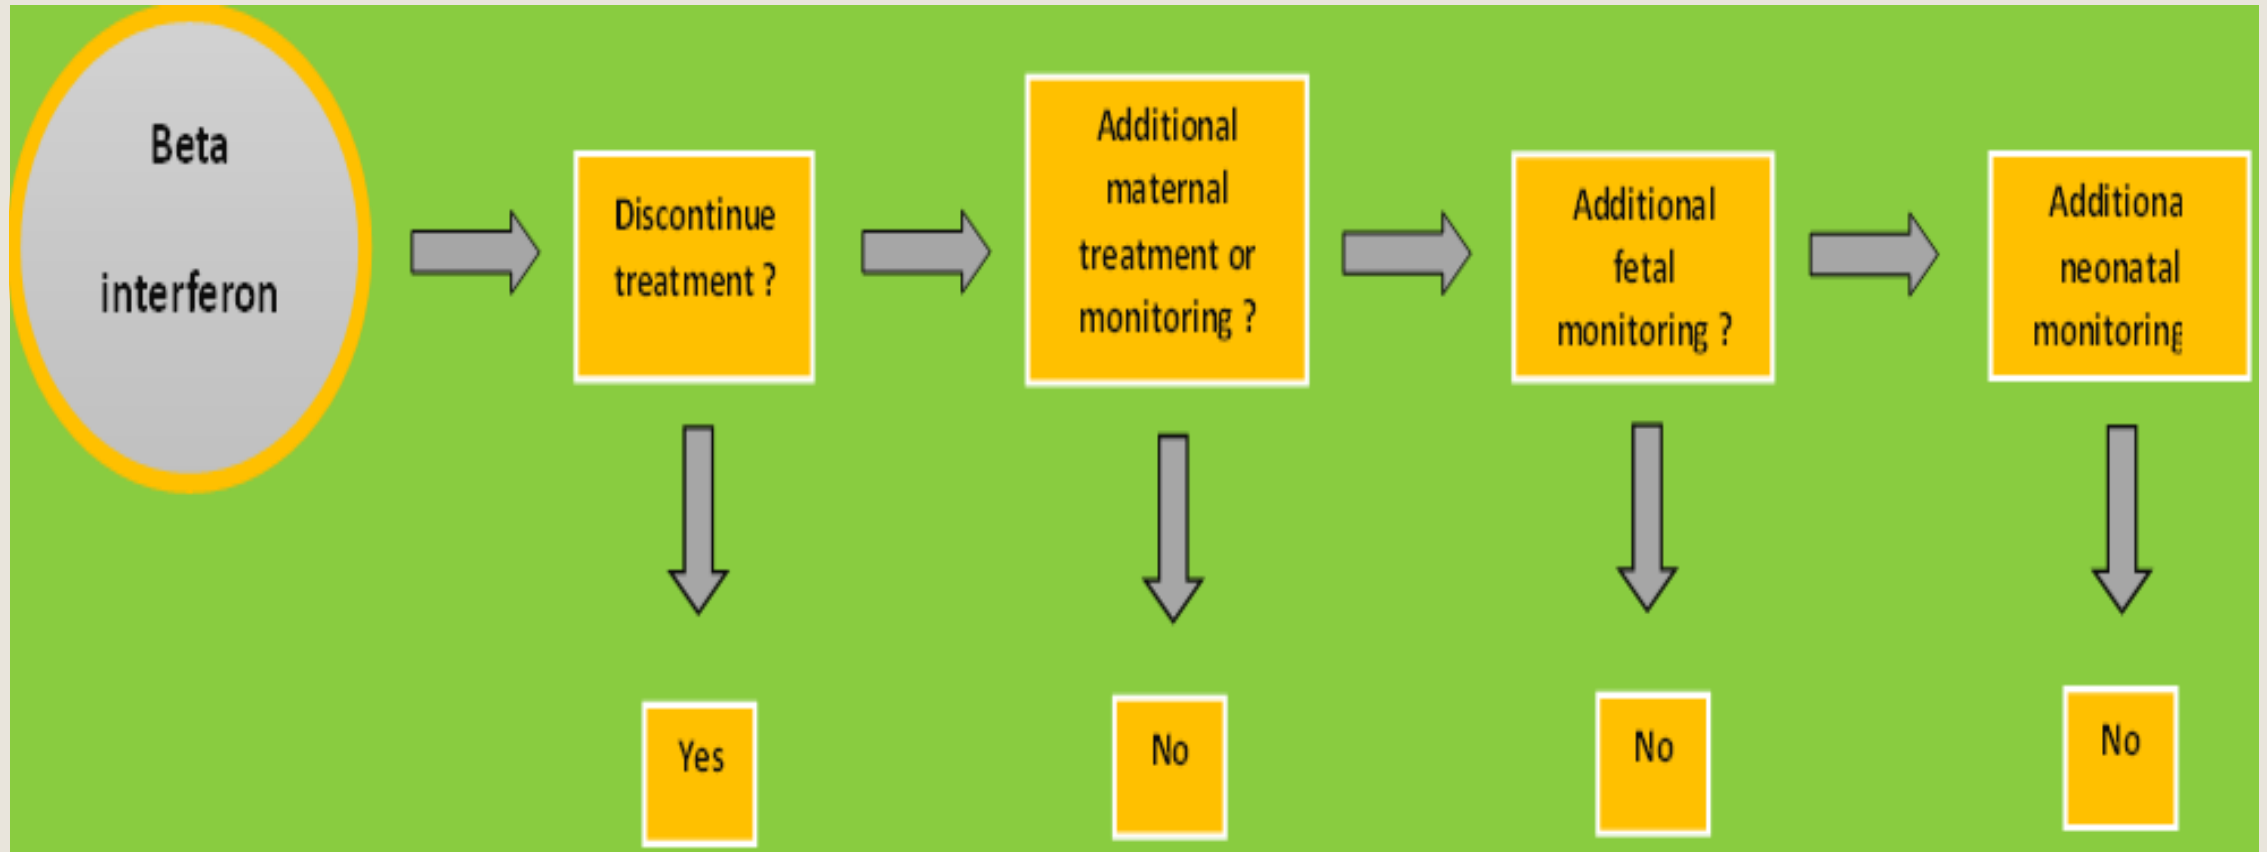 Beta
interferon
Discontinue
treatment ?
Additional
maternal
treatment or
monitoring ?
Additional
fetal
monitoring ?
Additiona
neonatal
monitoring
Yes
No
No
No